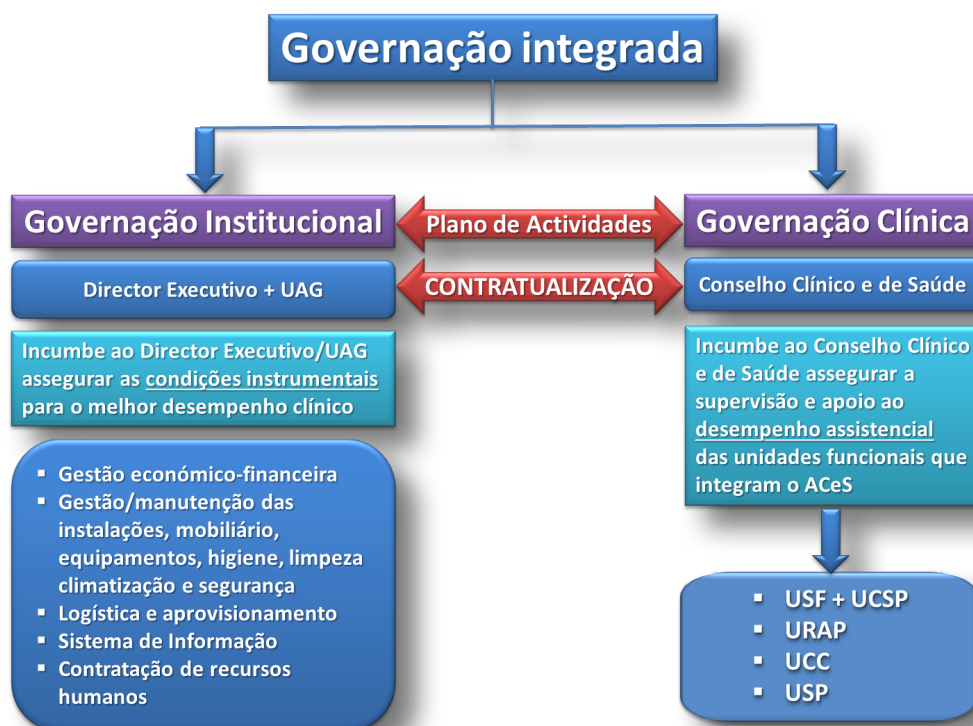 Governação integrada
Governação Institucional
Plano de Actividades
Governação Clínica
Director Executivo + UAG
CONTRATUALIZAÇÃO
Conselho Clínico e de Saúde
Incumbe ao Director Executivo/UAG
assegurar as condições instrumentais
para o melhor desempenho clínico
▪ Gestão económico-financeira
▪ Gestão/manutenção das
instalações, mobiliário,
equipamentos, higiene, limpeza
climatização e segurança
▪ Logística e aprovisionamento
▪ Sistema de Informação
▪ Contratação de recursos
humanos
Incumbe ao Conselho Clínico
e de Saúde assegurar a
supervisão e apoio ao
desempenho assistencial
das unidades funcionais que
integram o ACeS
▪ USF + UCSP
▪ URAP
▪ UCC
▪ USP